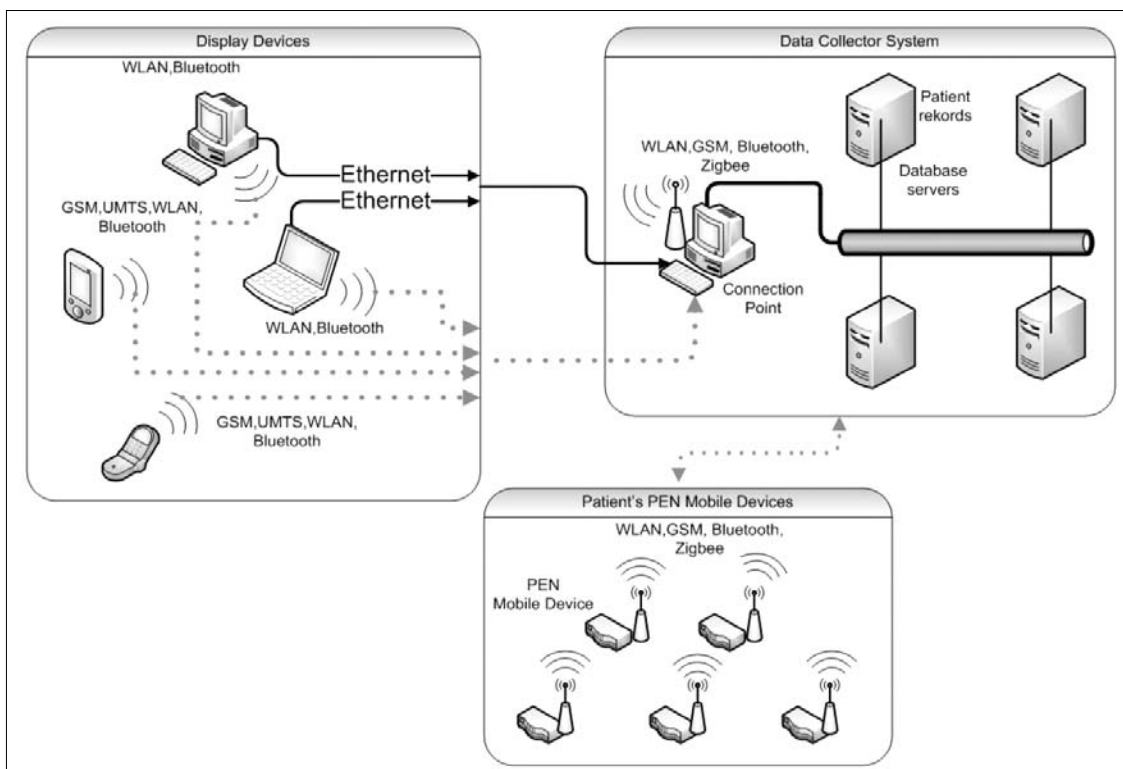 Display Devices
WLAN,Bluetooth
Ethernet
Ethernet
GSM,UMTS,WLAN,
Bluetooth
WLAN,Bluetooth
GSM,UMTS,WLAN,
Bluetooth
Data Collector System
Patient
rekords
WLAN,GSM, Bluetooth,
Zigbee
Database
servers
Connection
Point
Patient's PEN Mobile Devices
WLAN,GSM, Bluetooth,
Zigbee
PEN
Mobile Device